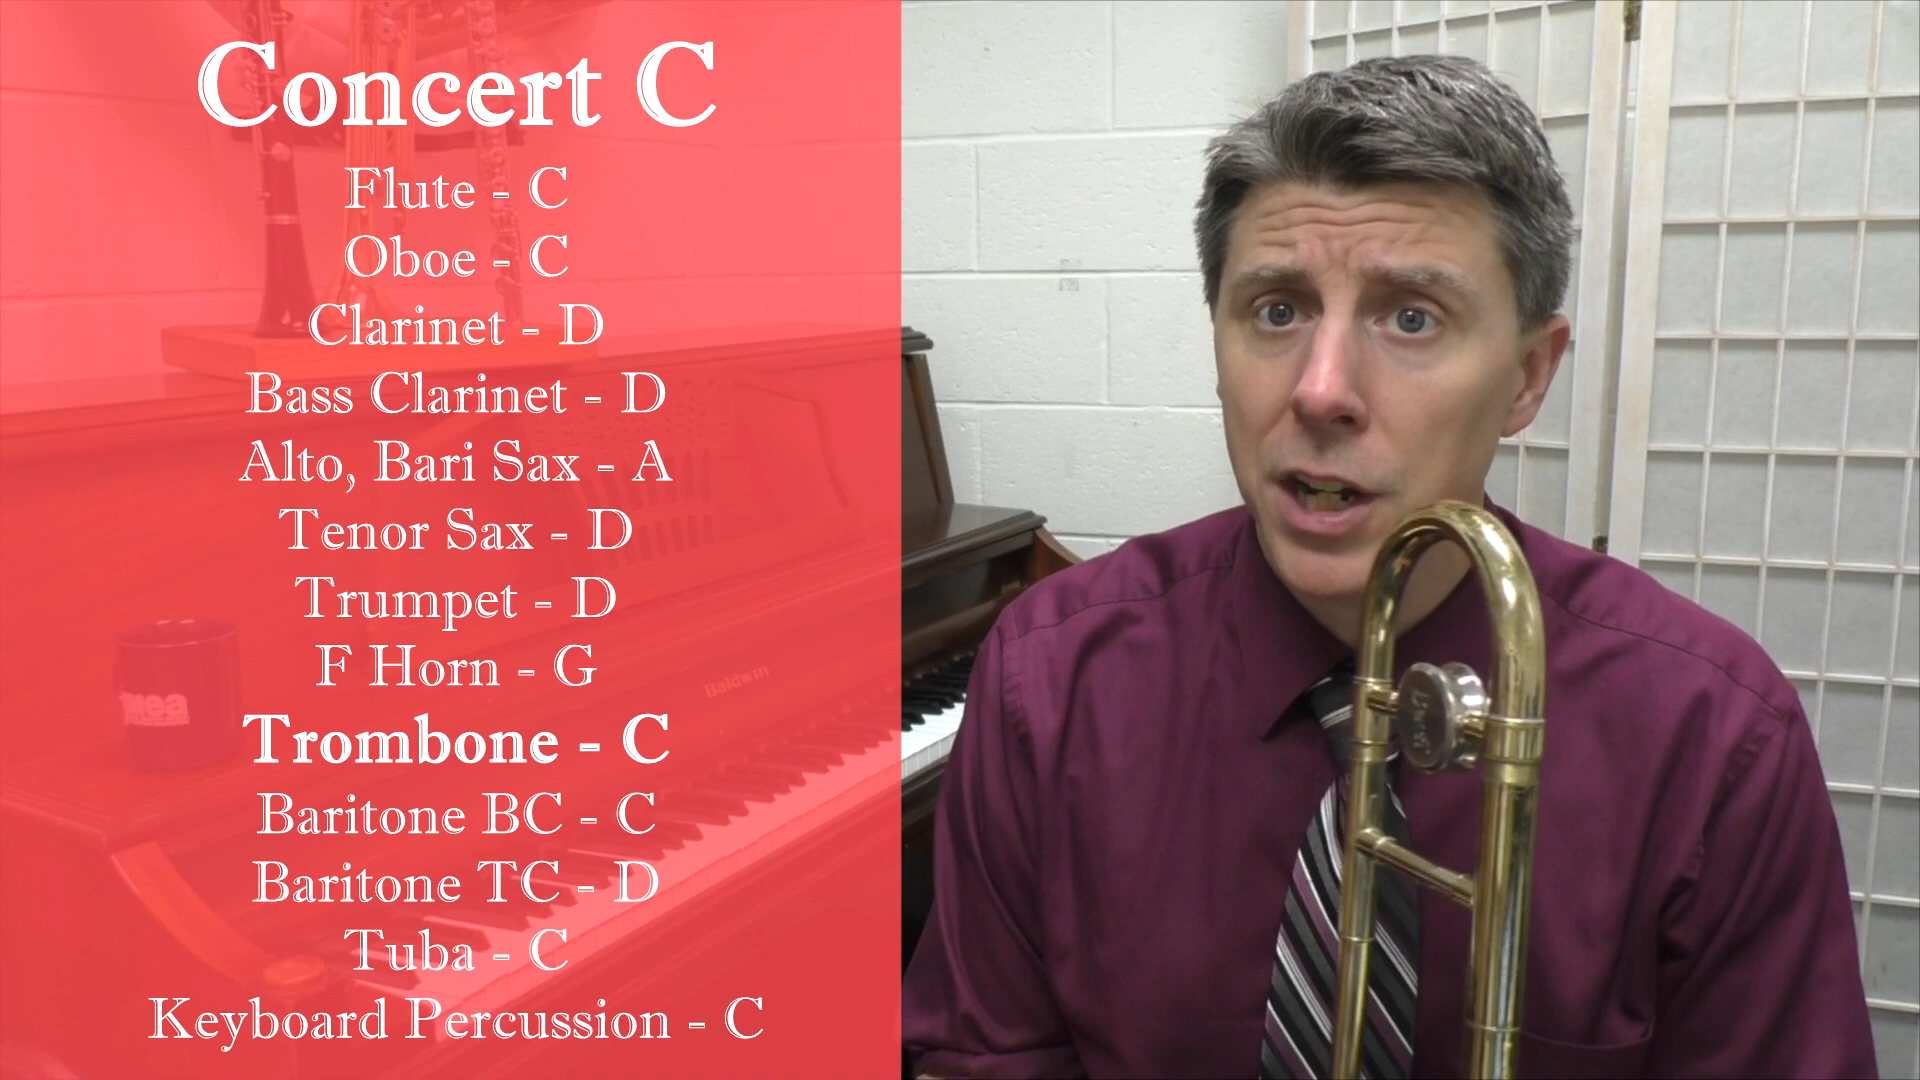 Concert C
Flute - C
Oboe - C
Clarinet - D
Bass Clarinet - D
Alto, Bari Sax - A
Tenor Sax - D
Trumpet - D
F Horn - G
Trombone - C
Baritone BC - C
Baritone TC - D
Tuba - C
Keyboard Percussion - C
Baldwin